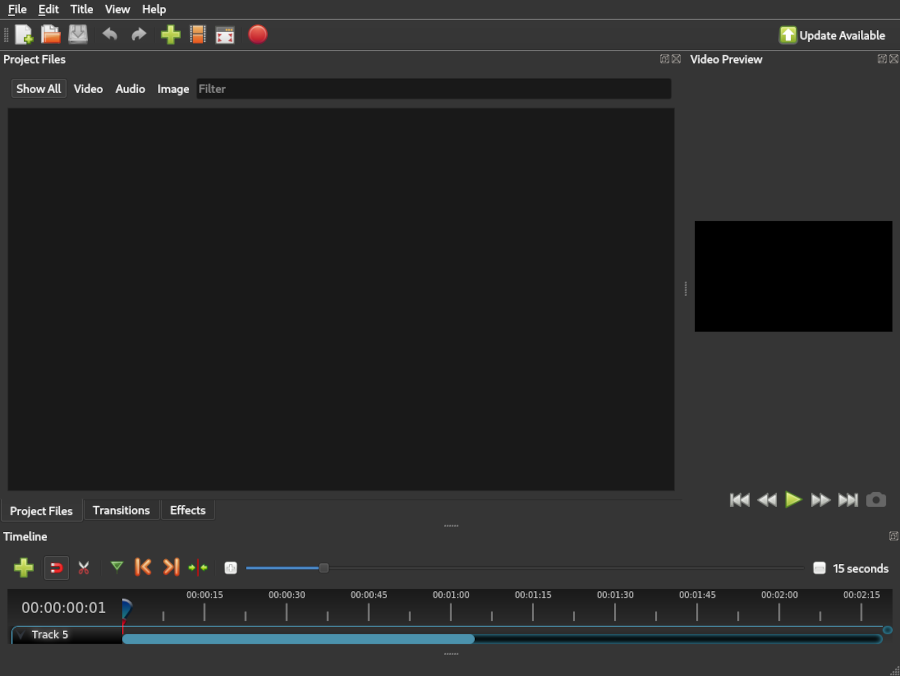 File Edit Title View Help
Update Available
Project Files
Video Preview
Show All Video Audio Image Filter
Project Files Transitions Effects
Timeline
15 seconds
00:00:00:01
00:00:15 00:00:30 00:00:45 00:01:00 00:01:15 00:01:30 00:01:45 00:02:00 00:02:15
Track 5